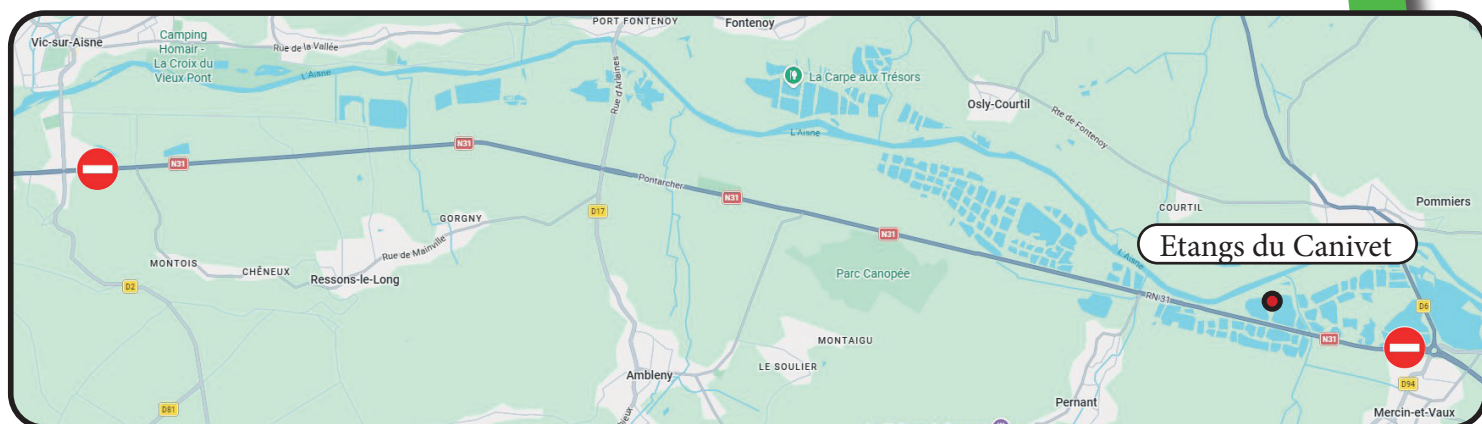 PORT FONTENOY
Fontenoy
Vic-sur-Aisne
Camping
Homair -
La Croix du
Vieux Pont
Rue de la Vallée
L'Aisne
Rue d'Arlaines
La Carpe aux Trésors
Osly-Courtil
Rte de Fontenoy
L'Aisne
N31
N31
Pontarcher
N31
D17
GORGNY
Rue de Mainville
COURTIL
Pommiers
N31
Etangs du Canivet
L'Aisne
MONTOIS
CHÊNEUX
Ressons-le-Long
Parc Canopée
D2
RN 31
D6
N31
MONTAIGU
LE SOULIER
Ambleny
D94
Pernant
D81
Mercin-et-Vaux